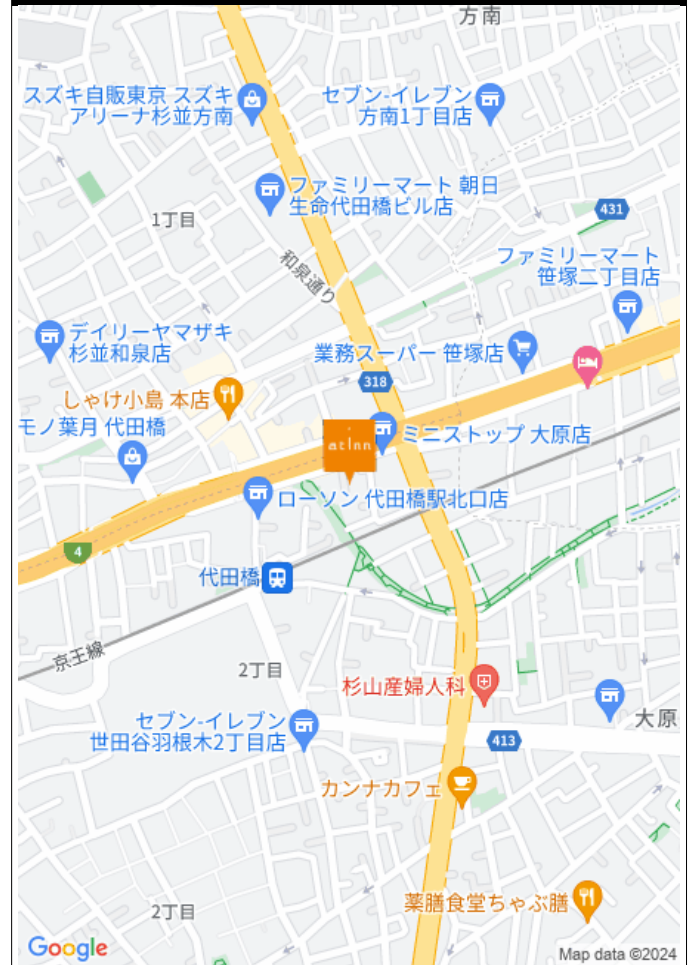 方南
スズキ自販東京 スズキ
アリーナ杉並方南
セブン-イレブン
方南1丁目店
ファミリーマート 朝日
生命代田橋ビル店
431
1丁目
ファミリーマート
笹塚二丁目店
和泉通り
デイリーヤマザキ
杉並和泉店
業務スーパー 笹塚店
318
しゃけ小島 本店
モノ葉月 代田橋
atinn
ミニストップ 大原店
ローソン 代田橋駅北口店
4
代田橋
京王線
2丁目
杉山産婦人科
大原
セブン-イレブン
世田谷羽根木2丁目店
413
カンナカフェ
薬膳食堂ちゃぶ膳
2丁目
Google
Map data ©2024